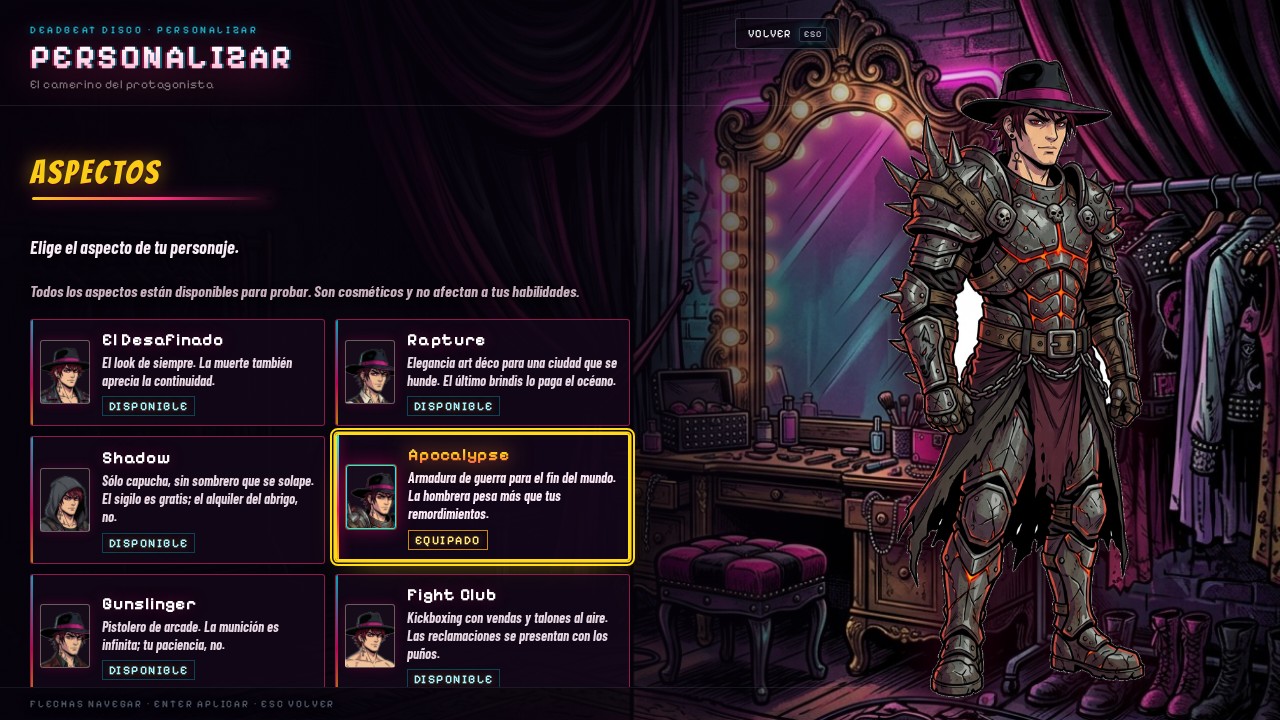 DEADBEAT DISCO · PERSONALIZAR
PERSONALIZAR
El camerino del protagonista
VOLVER ESC
ASPECTOS
Elige el aspecto de tu personaje.
Todos los aspectos están disponibles para probar. Son cosméticos y no afectan a tus habilidades.
El Desafinado
El look de siempre. La muerte también
aprecia la continuidad.
DISPONIBLE
Rapture
Elegancia art déco para una ciudad que se
hunde. El último brindis lo paga el océano.
DISPONIBLE
Shadow
Sólo capucha, sin sombrero que se solape.
El sigilo es gratis; el alquiler del abrigo,
no.
DISPONIBLE
Apocalypse
Armadura de guerra para el fin del mundo.
La hombrera pesa más que tus
remordimientos.
EQUIPADO
Gunslinger
Pistolero de arcade. La munición es
infinita; tu paciencia, no.
DISPONIBLE
Fight Club
Kickboxing con vendas y talones al aire.
Las reclamaciones se presentan con los
puños.
DISPONIBLE
FLECHAS NAVEGAR · ENTER APLICAR · ESC VOLVER